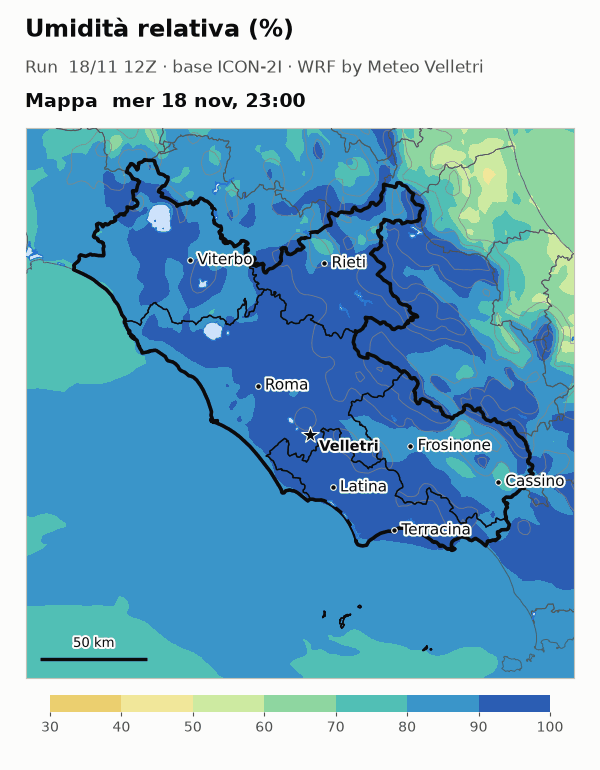 Umidità relativa (%)
Run  18/11 12Z · base ICON-2I · WRF by Meteo Velletri
Mappa  mer 18 nov, 23:00
Viterbo
Rieti
Roma
Velletri
Frosinone
Cassino
Latina
Terracina
50 km
30 40 50 60 70 80 90 100